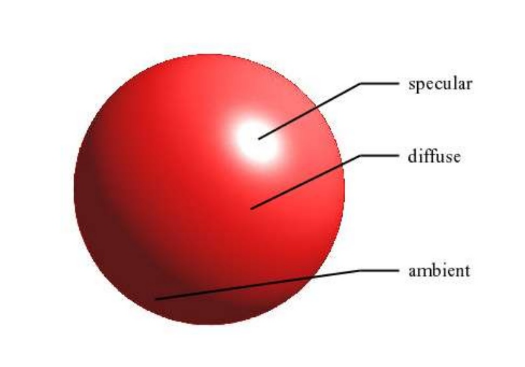 specular
diffuse
ambient